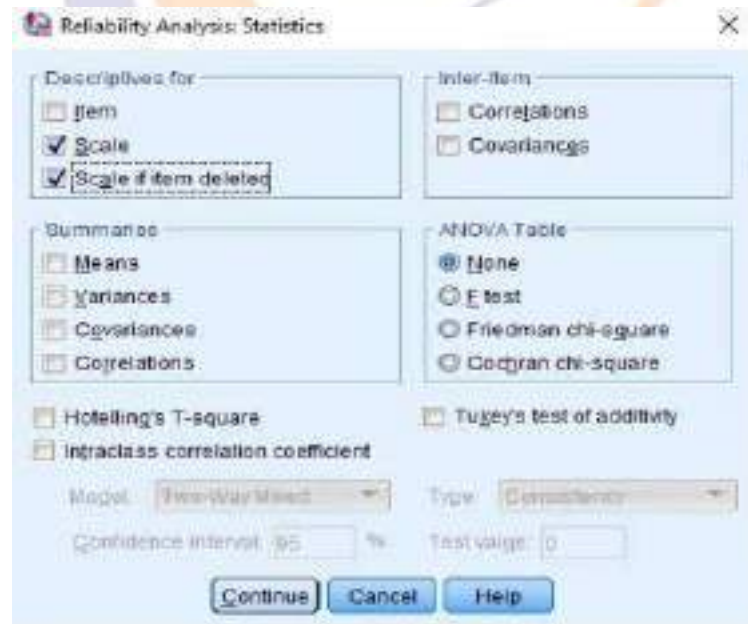 Reliability Analysis: Statistics
Descriptives for
Item
Scale
Scale if item deleted
Inter-Item
Correlations
Covariances
Summaries
Means
Variances
Covariances
Correlations
ANOVA Table
None
F test
Friedman chi-square
Cochran chi-square
Hotelling's T-square
Tukey's test of additivity
Intraclass correlation coefficient
Model: Two-Way Mixed
Type: Consistency
Confidence interval: 95 %
Test value: 0
Continue Cancel Help